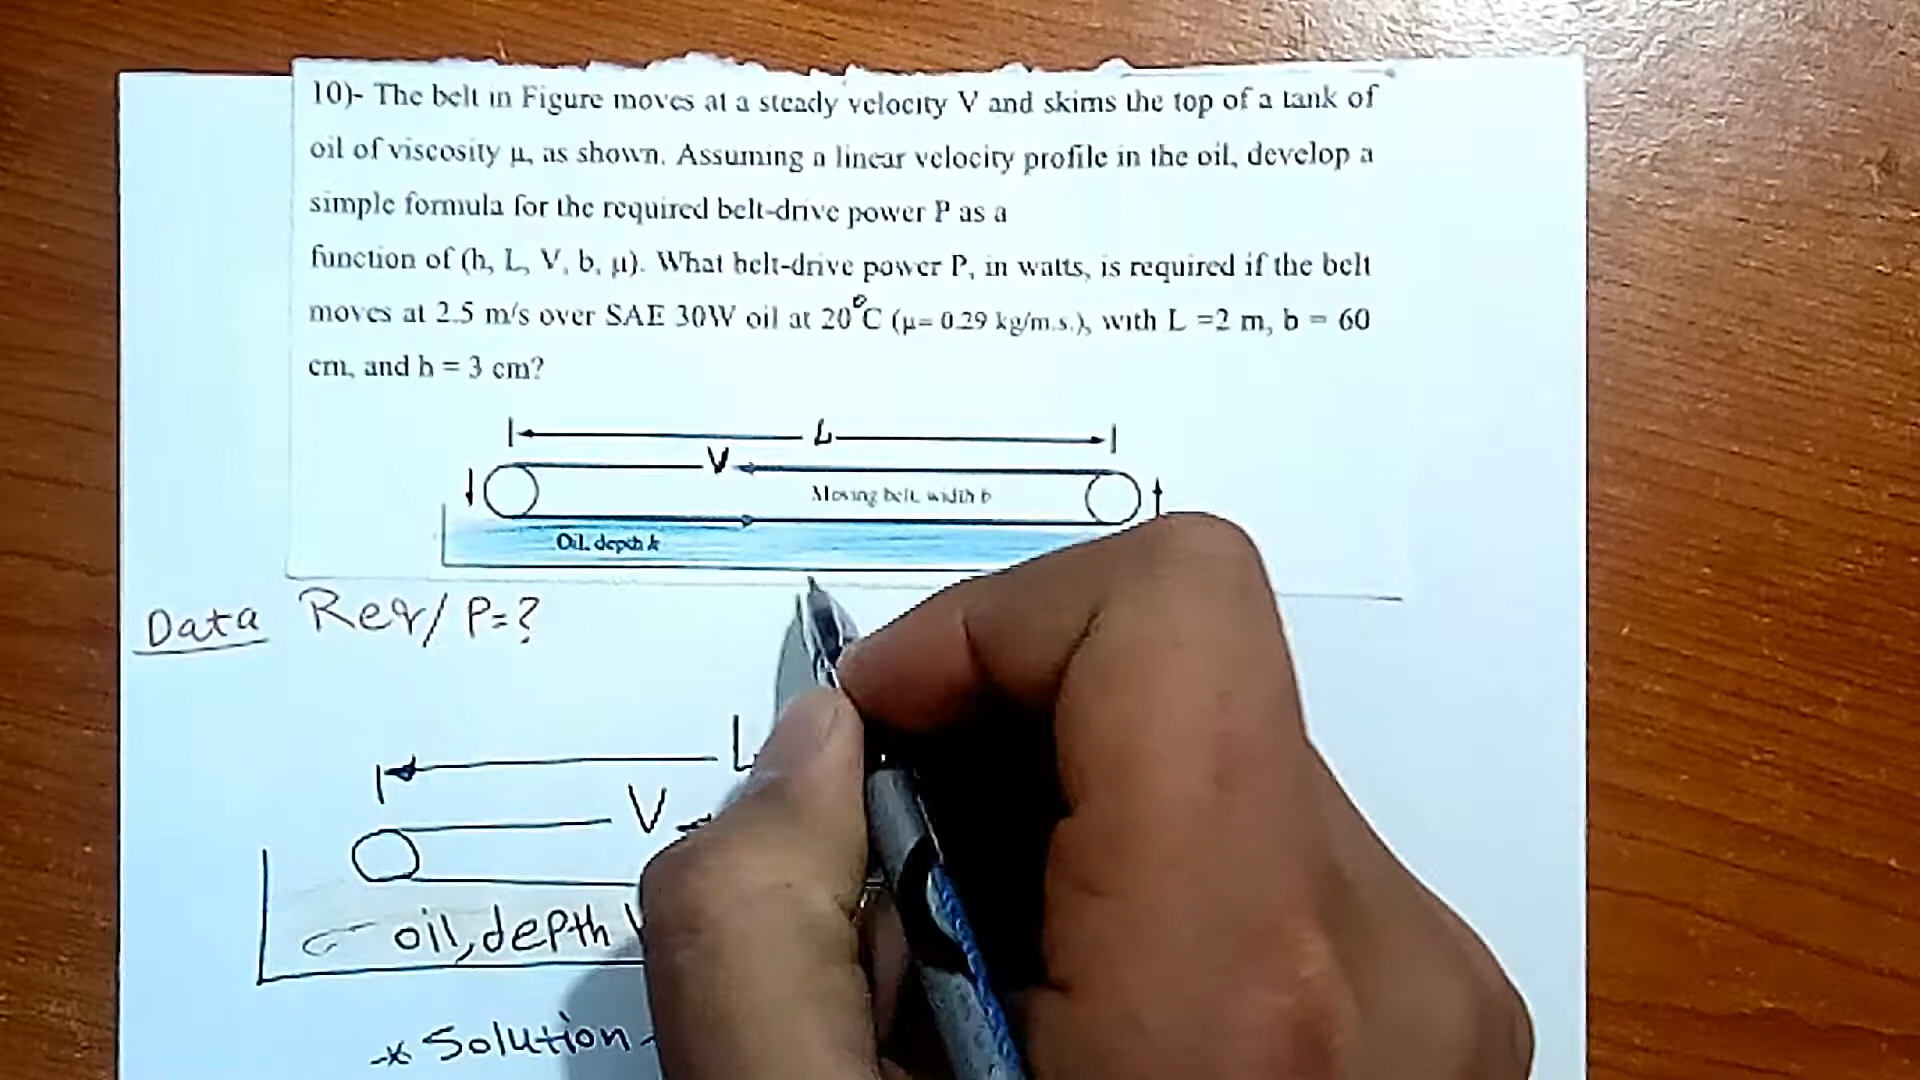 10)- The belt in Figure moves at a steady velocity V and skims the top of a tank of
oil of viscosity μ, as shown. Assuming a linear velocity profile in the oil, develop a
simple formula for the required belt-drive power P as a
function of (h, L, V, b, μ). What belt-drive power P, in watts, is required if the belt
moves at 2.5 m/s over SAE 30W oil at 20°C (μ= 0.29 kg/m.s.), with L =2 m, b = 60
cm, and h = 3 cm?
L
V
Moving belt, width b
Oil, depth h
Data Req/ P=?
L
V
oil, depth
-* Solution -